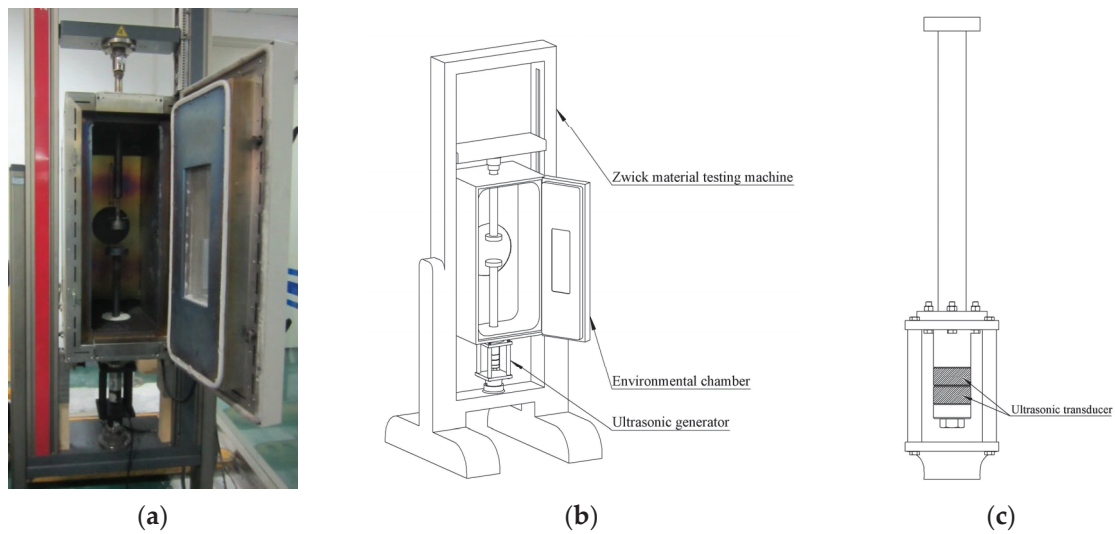 Zwick material testing machine
Environmental chamber
Ultrasonic generator
Ultrasonic transducer
(a)
(b)
(c)